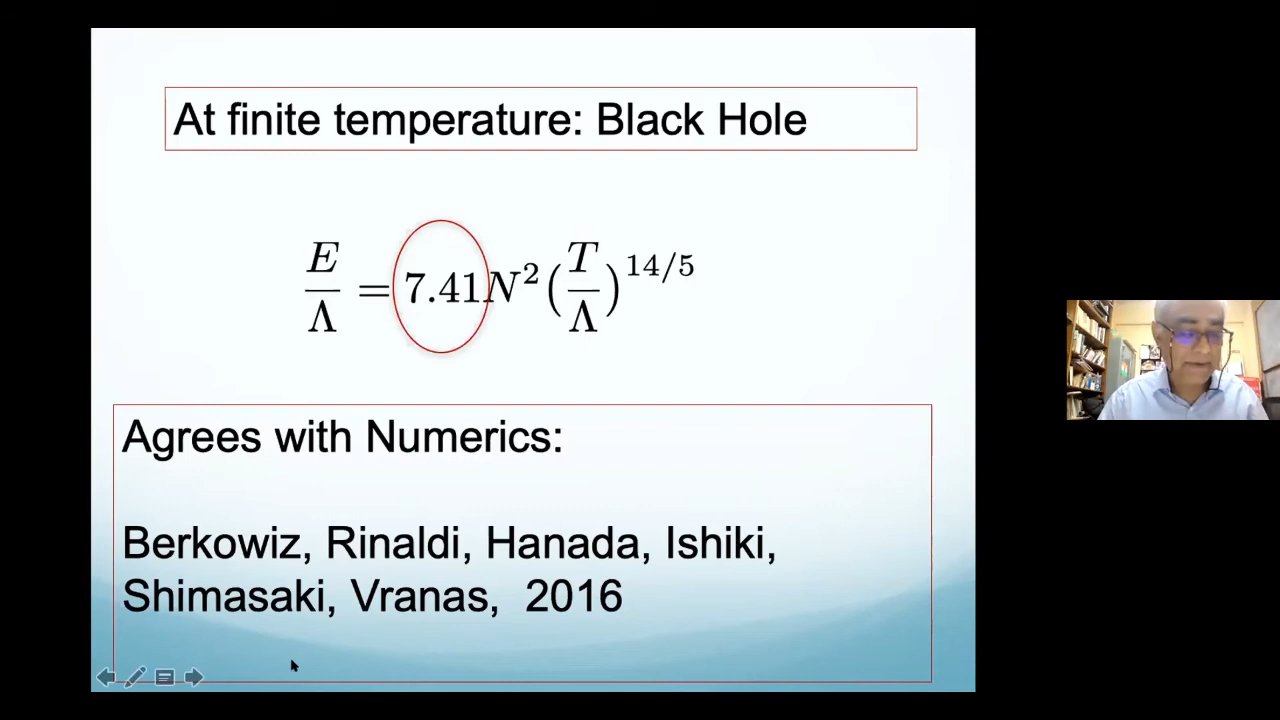 At finite temperature: Black Hole
E/Λ = 7.41N²(T/Λ)^14/5
Agrees with Numerics:
Berkowiz, Rinaldi, Hanada, Ishiki,
Shimasaki, Vranas, 2016